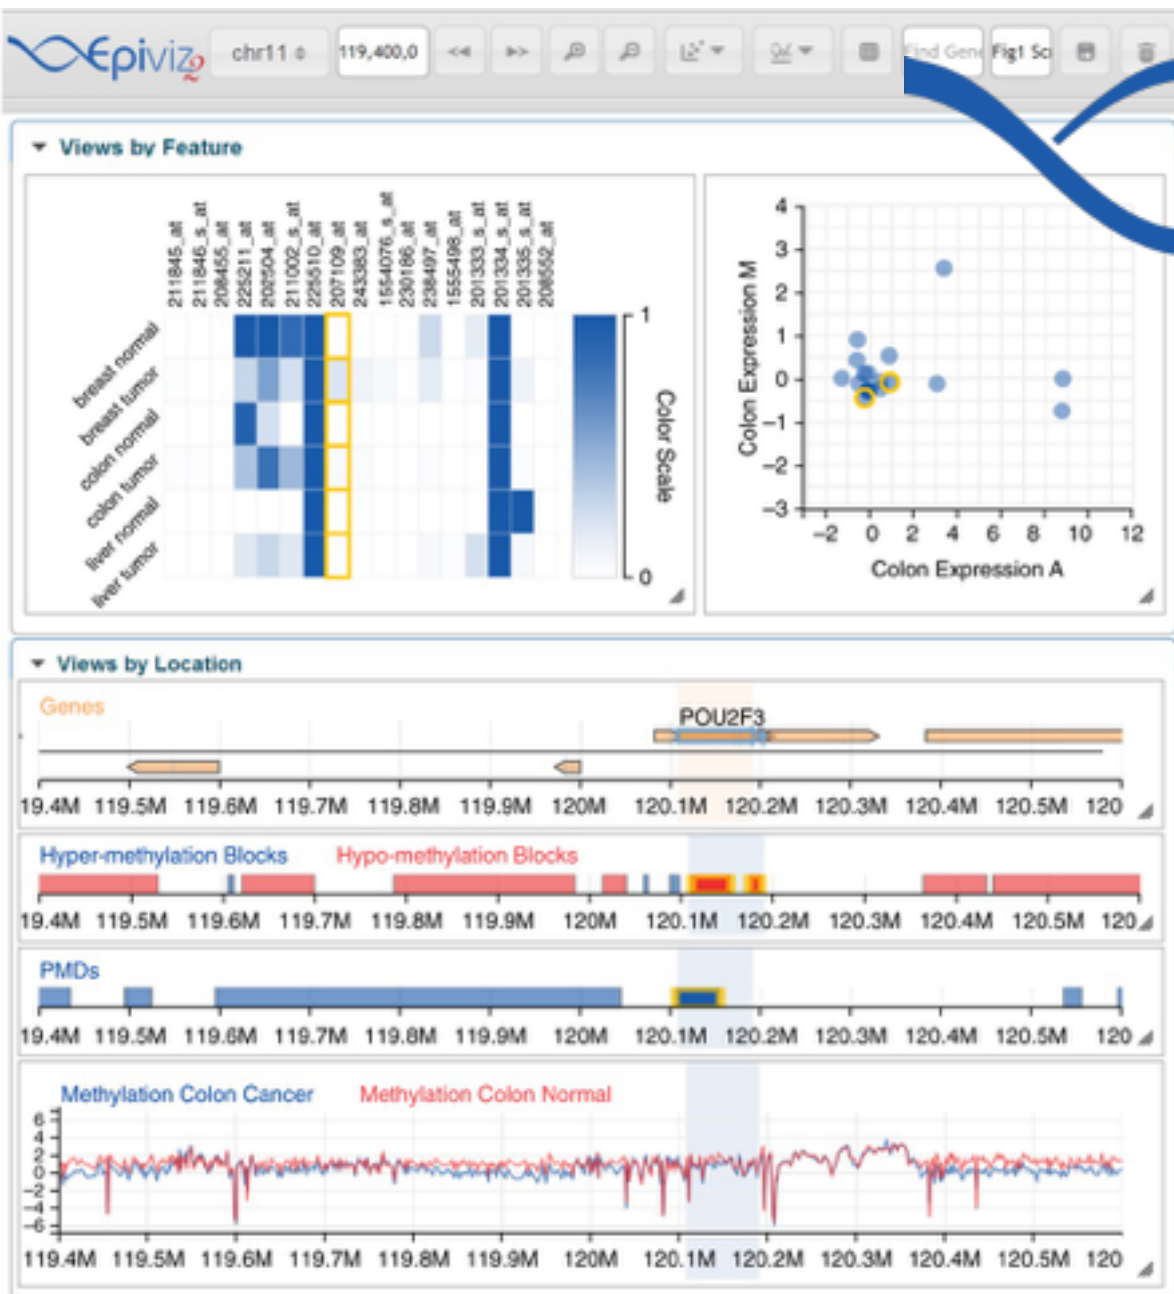 Epiviz 2
chr11
119,400,0
Find Gene
Fig1 Sc
Views by Feature
211845_at
211846_s_at
208455_at
225211_at
202504_at
211002_s_at
225510_at
207109_at
243383_at
1554076_s_at
230186_at
238497_at
1555498_at
201333_s_at
201334_s_at
201335_s_at
208552_at
breast normal
breast tumor
colon normal
colon tumor
liver normal
liver tumor
1
0
Color Scale
Colon Expression M
4
3
2
1
0
−1
−2
−3
−2 0 2 4 6 8 10 12
Colon Expression A
Views by Location
Genes
POU2F3
19.4M 119.5M 119.6M 119.7M 119.8M 119.9M 120M 120.1M 120.2M 120.3M 120.4M 120.5M 120
Hyper-methylation Blocks Hypo-methylation Blocks
19.4M 119.5M 119.6M 119.7M 119.8M 119.9M 120M 120.1M 120.2M 120.3M 120.4M 120.5M 120
PMDs
19.4M 119.5M 119.6M 119.7M 119.8M 119.9M 120M 120.1M 120.2M 120.3M 120.4M 120.5M 120
Methylation Colon Cancer Methylation Colon Normal
6
4
2
0
−2
−4
−6
119.4M 119.5M 119.6M 119.7M 119.8M 119.9M 120M 120.1M 120.2M 120.3M 120.4M 120.5M 120